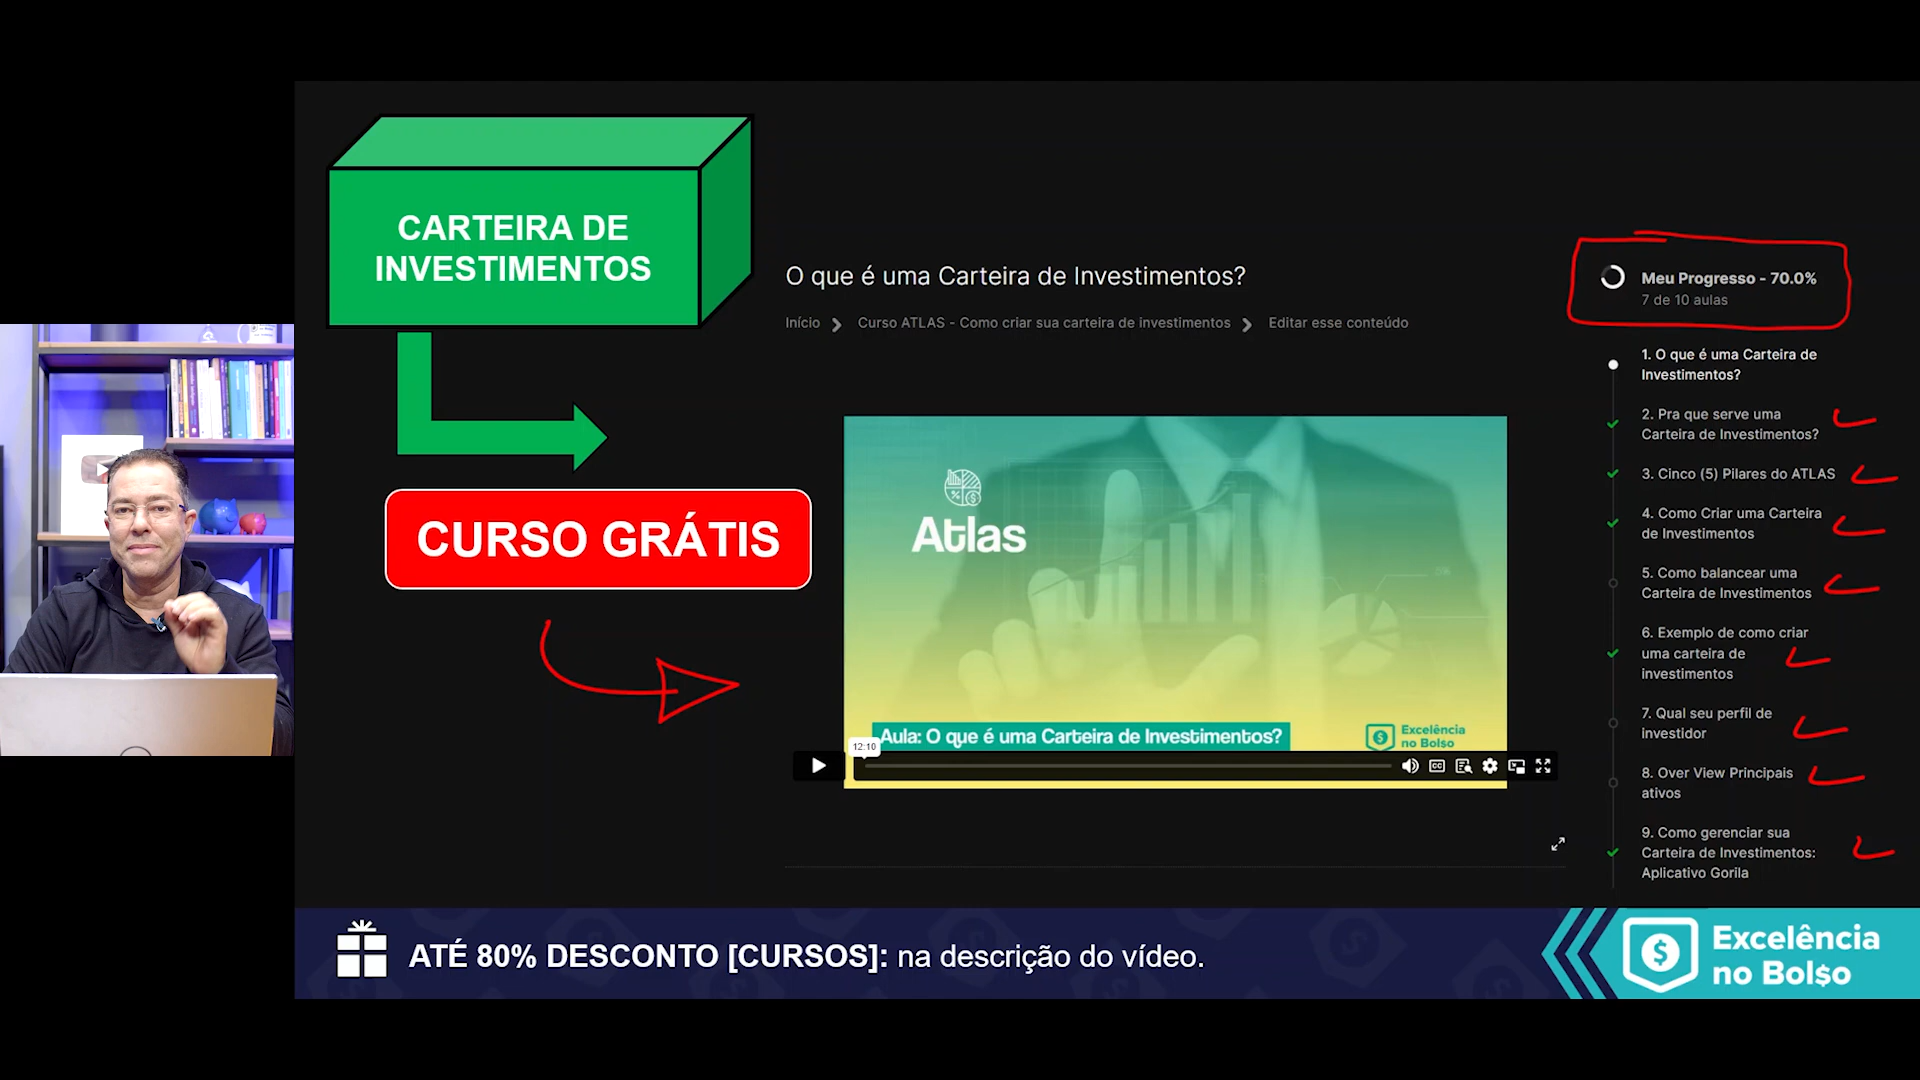 CARTEIRA DE
INVESTIMENTOS
CURSO GRÁTIS
O que é uma Carteira de Investimentos?
Início
Curso ATLAS - Como criar sua carteira de investimentos
Editar esse conteúdo
Atlas
Aula: O que é uma Carteira de Investimentos?
Excelência
no Bolso
12:10
CC
Meu Progresso - 70.0%
7 de 10 aulas
1. O que é uma Carteira de
Investimentos?
2. Pra que serve uma
Carteira de Investimentos?
3. Cinco (5) Pilares do ATLAS
4. Como Criar uma Carteira
de Investimentos
5. Como balancear uma
Carteira de Investimentos
6. Exemplo de como criar
uma carteira de
investimentos
7. Qual seu perfil de
investidor
8. Over View Principais
ativos
9. Como gerenciar sua
Carteira de Investimentos:
Aplicativo Gorila
ATÉ 80% DESCONTO [CURSOS]: na descrição do vídeo.
Excelência
no Bol$o